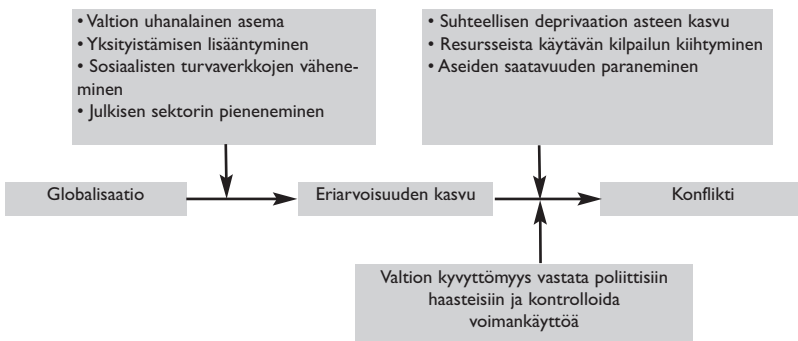 • Valtion uhanalainen asema
• Yksityistämisen lisääntyminen
• Sosiaalisten turvaverkkojen vähene-
minen
• Julkisen sektorin pieneneminen
• Suhteellisen deprivaation asteen kasvu
• Resursseista käytävän kilpailun kiihtyminen
• Aseiden saatavuuden paraneminen
Globalisaatio
Eriarvoisuuden kasvu
Konflikti
Valtion kyvyttömyys vastata poliittisiin
haasteisiin ja kontrolloida
voimankäyttöä